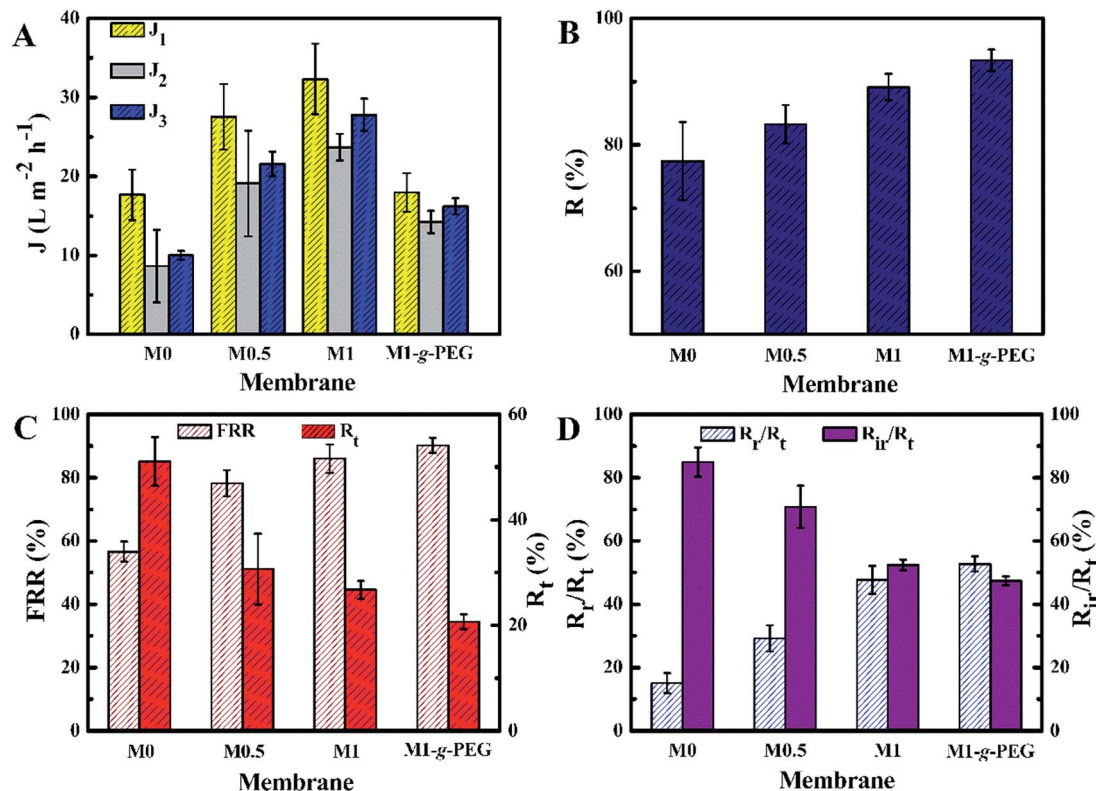 A
J₁
J₂
J₃
J (L m⁻² h⁻¹)
40
30
20
10
0
M0 M0.5 M1 M1-g-PEG
Membrane
B
R (%)
100
80
60
M0 M0.5 M1 M1-g-PEG
Membrane
C
FRR Rₜ
FRR (%)
100
80
60
40
20
0
Rₜ (%)
60
40
20
0
M0 M0.5 M1 M1-g-PEG
Membrane
D
Rᵣ/Rₜ Rᵢᵣ/Rₜ
Rᵣ/Rₜ (%)
100
80
60
40
20
0
Rᵢᵣ/Rₜ (%)
100
80
60
40
20
0
M0 M0.5 M1 M1-g-PEG
Membrane